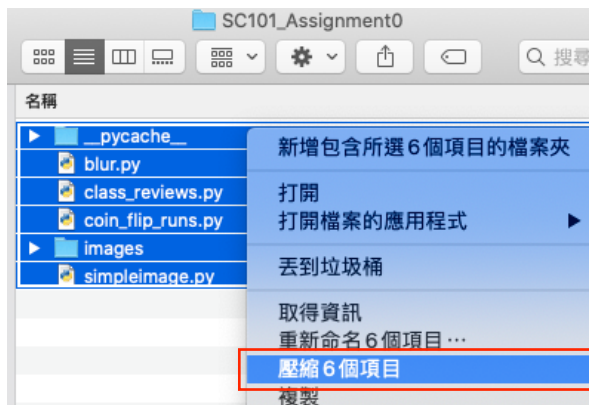 SC101_Assignment0
搜尋
名稱
__pycache__
blur.py
class_reviews.py
coin_flip_runs.py
images
simpleimage.py
新增包含所選6個項目的檔案夾
打開
打開檔案的應用程式
丟到垃圾桶
取得資訊
重新命名6個項目⋯
壓縮6個項目
複製